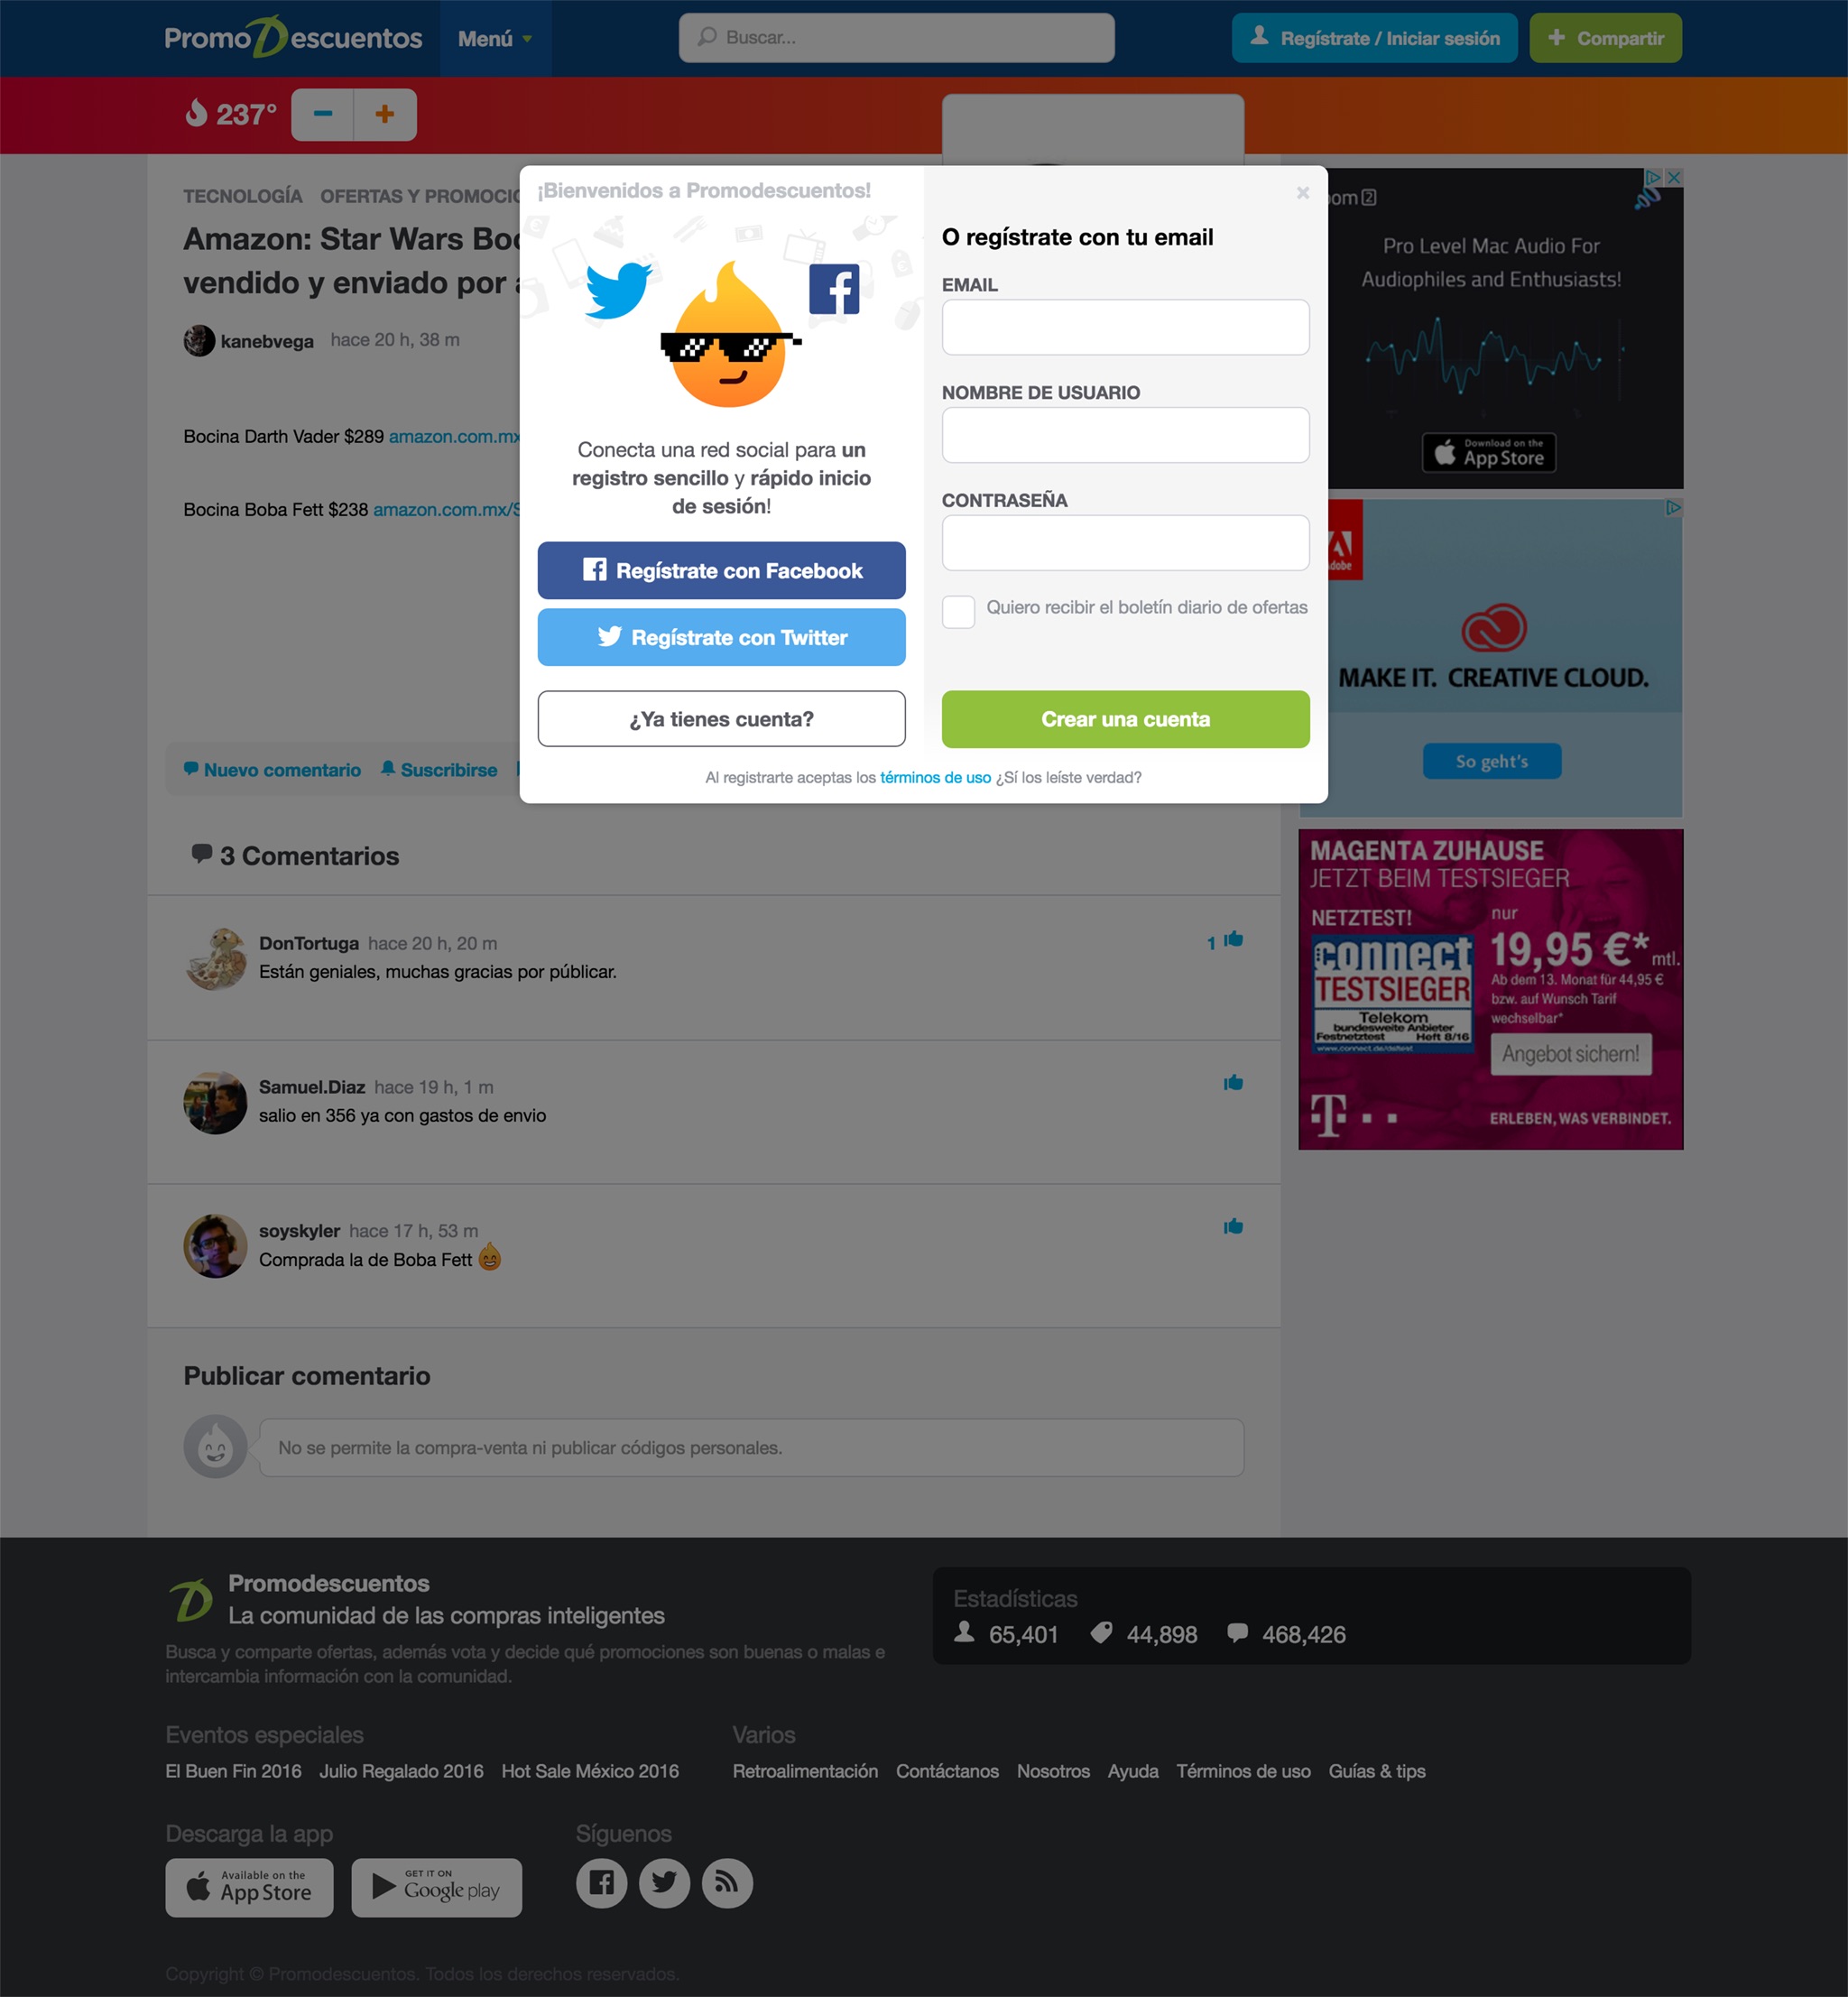 PromoDescuentos
Menú
Buscar...
Regístrate / Iniciar sesión
Compartir
237°
TECNOLOGÍA OFERTAS Y
Amazon: Star Wars
vendido y enviado por
kanebvega hace 20 h, 38 m
Bocina Darth Vader $289 amazon.com.mx
Bocina Boba Fett $238 amazon.com.mx/S
Nuevo comentario Suscribirse
¡Bienvenidos a Promodescuentos!
Conecta una red social para un
registro sencillo y rápido inicio
de sesión!
Regístrate con Facebook
Regístrate con Twitter
¿Ya tienes cuenta?
O regístrate con tu email
EMAIL
NOMBRE DE USUARIO
CONTRASEÑA
Quiero recibir el boletín diario de ofertas
Crear una cuenta
Al registrarte aceptas los términos de uso ¿Sí los leíste verdad?
Pro Level Mac Audio For
Audiophiles and Enthusiasts!
Download on the
App Store
MAKE IT. CREATIVE CLOUD.
So geht's
MAGENTA ZUHAUSE
JETZT BEIM TESTSIEGER
NETZTEST!
connect
TESTSIEGER
Telekom
bundesweite Anbieter
Festnetztest Heft 8/16
www.connect.de/dsltest
nur
19,95 €* mtl.
Ab dem 13. Monat für 44,95 €
bzw. auf Wunsch Tarif
wechselbar*
Angebot sichern!
T
ERLEBEN, WAS VERBINDET.
3 Comentarios
DonTortuga hace 20 h, 20 m
1
Están geniales, muchas gracias por públicar.
Samuel.Diaz hace 19 h, 1 m
salio en 356 ya con gastos de envio
soyskyler hace 17 h, 53 m
Comprada la de Boba Fett
Publicar comentario
No se permite la compra-venta ni publicar códigos personales.
Promodescuentos
La comunidad de las compras inteligentes
Busca y comparte ofertas, además vota y decide qué promociones son buenas o malas e
intercambia información con la comunidad.
Estadísticas
65,401 44,898 468,426
Eventos especiales
El Buen Fin 2016 Julio Regalado 2016 Hot Sale México 2016
Varios
Retroalimentación Contáctanos Nosotros Ayuda Términos de uso Guías & tips
Descarga la app
Available on the
App Store
GET IT ON
Google play
Síguenos
Copyright © Promodescuentos. Todos los derechos reservados.